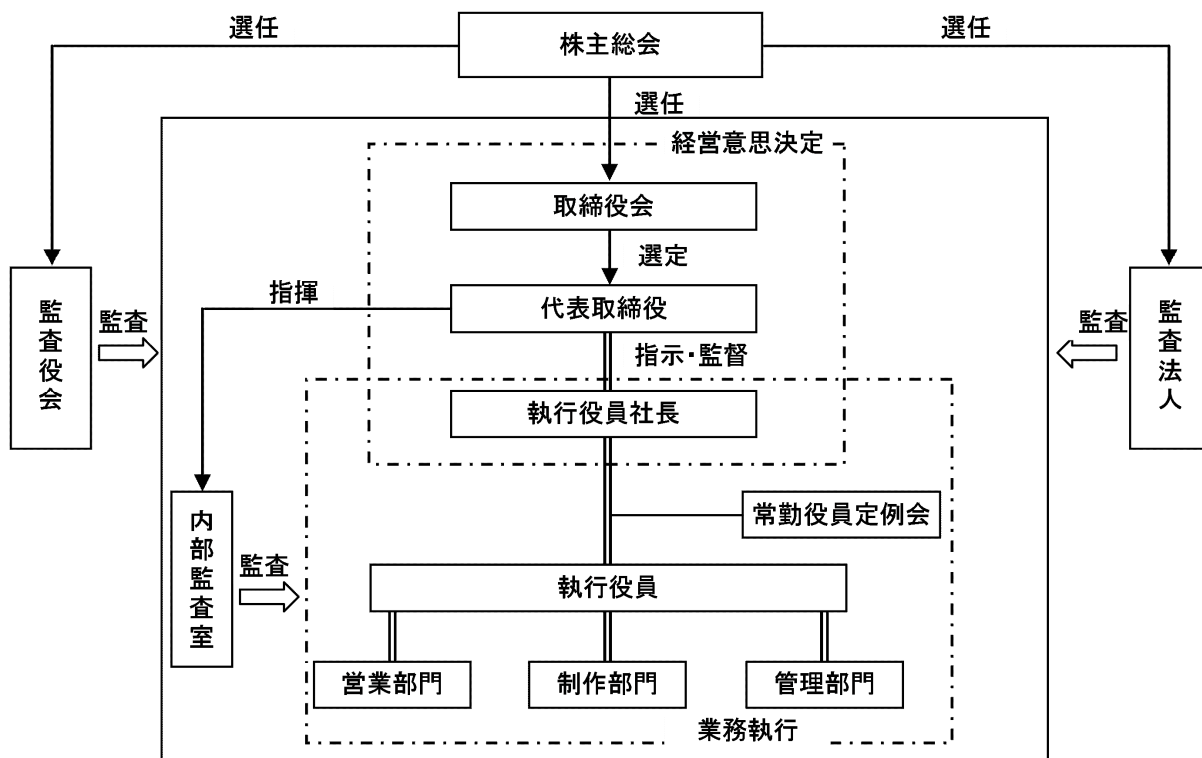 選任
株主総会
選任
選任
経営意思決定
取締役会
選定
指揮
代表取締役
監査役会
監査
監査
監査法人
指示・監督
執行役員社長
内部監査室
常勤役員定例会
監査
執行役員
営業部門
制作部門
管理部門
業務執行